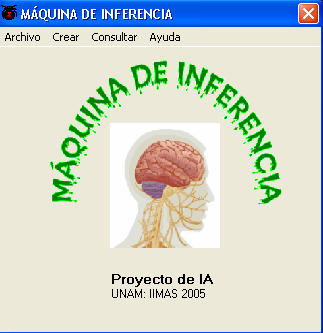 MÁQUINA DE INFERENCIA
Archivo Crear Consultar Ayuda
MÁQUINA DE INFERENCIA
Proyecto de IA
UNAM: IIMAS 2005